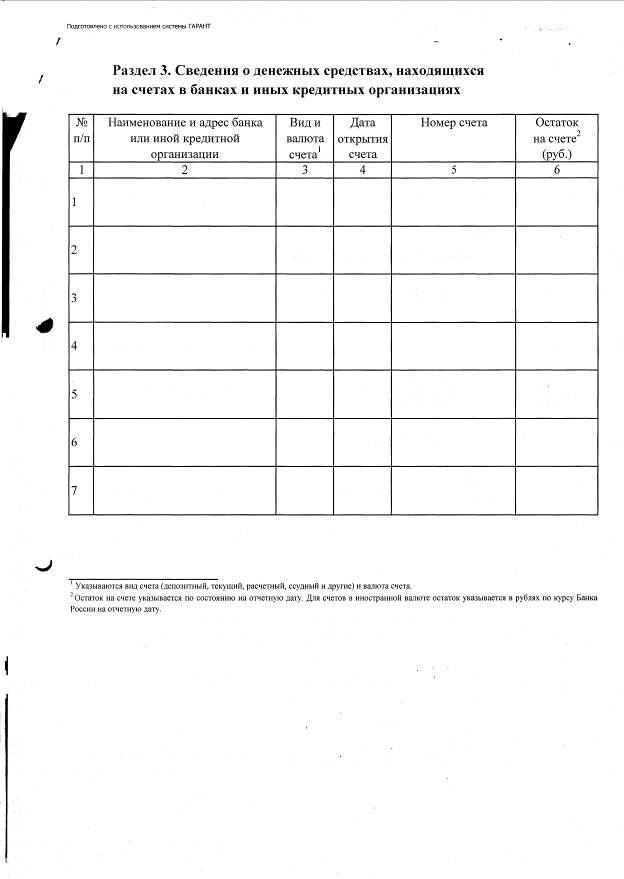 Подготовлено с использованием системы ГАРАНТ
Раздел 3. Сведения о денежных средствах, находящихся
на счетах в банках и иных кредитных организациях
№ п/п	Наименование и адрес банка или иной кредитной организации	Вид и валюта счета1	Дата открытия счета	Номер счета	Остаток на счете2 (руб.)
1	2	3	4	5	6
1
2
3
4
5
6
7
1 Указываются вид счета (депозитный, текущий, расчетный, ссудный и другие) и валюта счета.
2 Остаток на счете указывается по состоянию на отчетную дату. Для счетов в иностранной валюте остаток указывается в рублях по курсу Банка
России на отчетную дату.